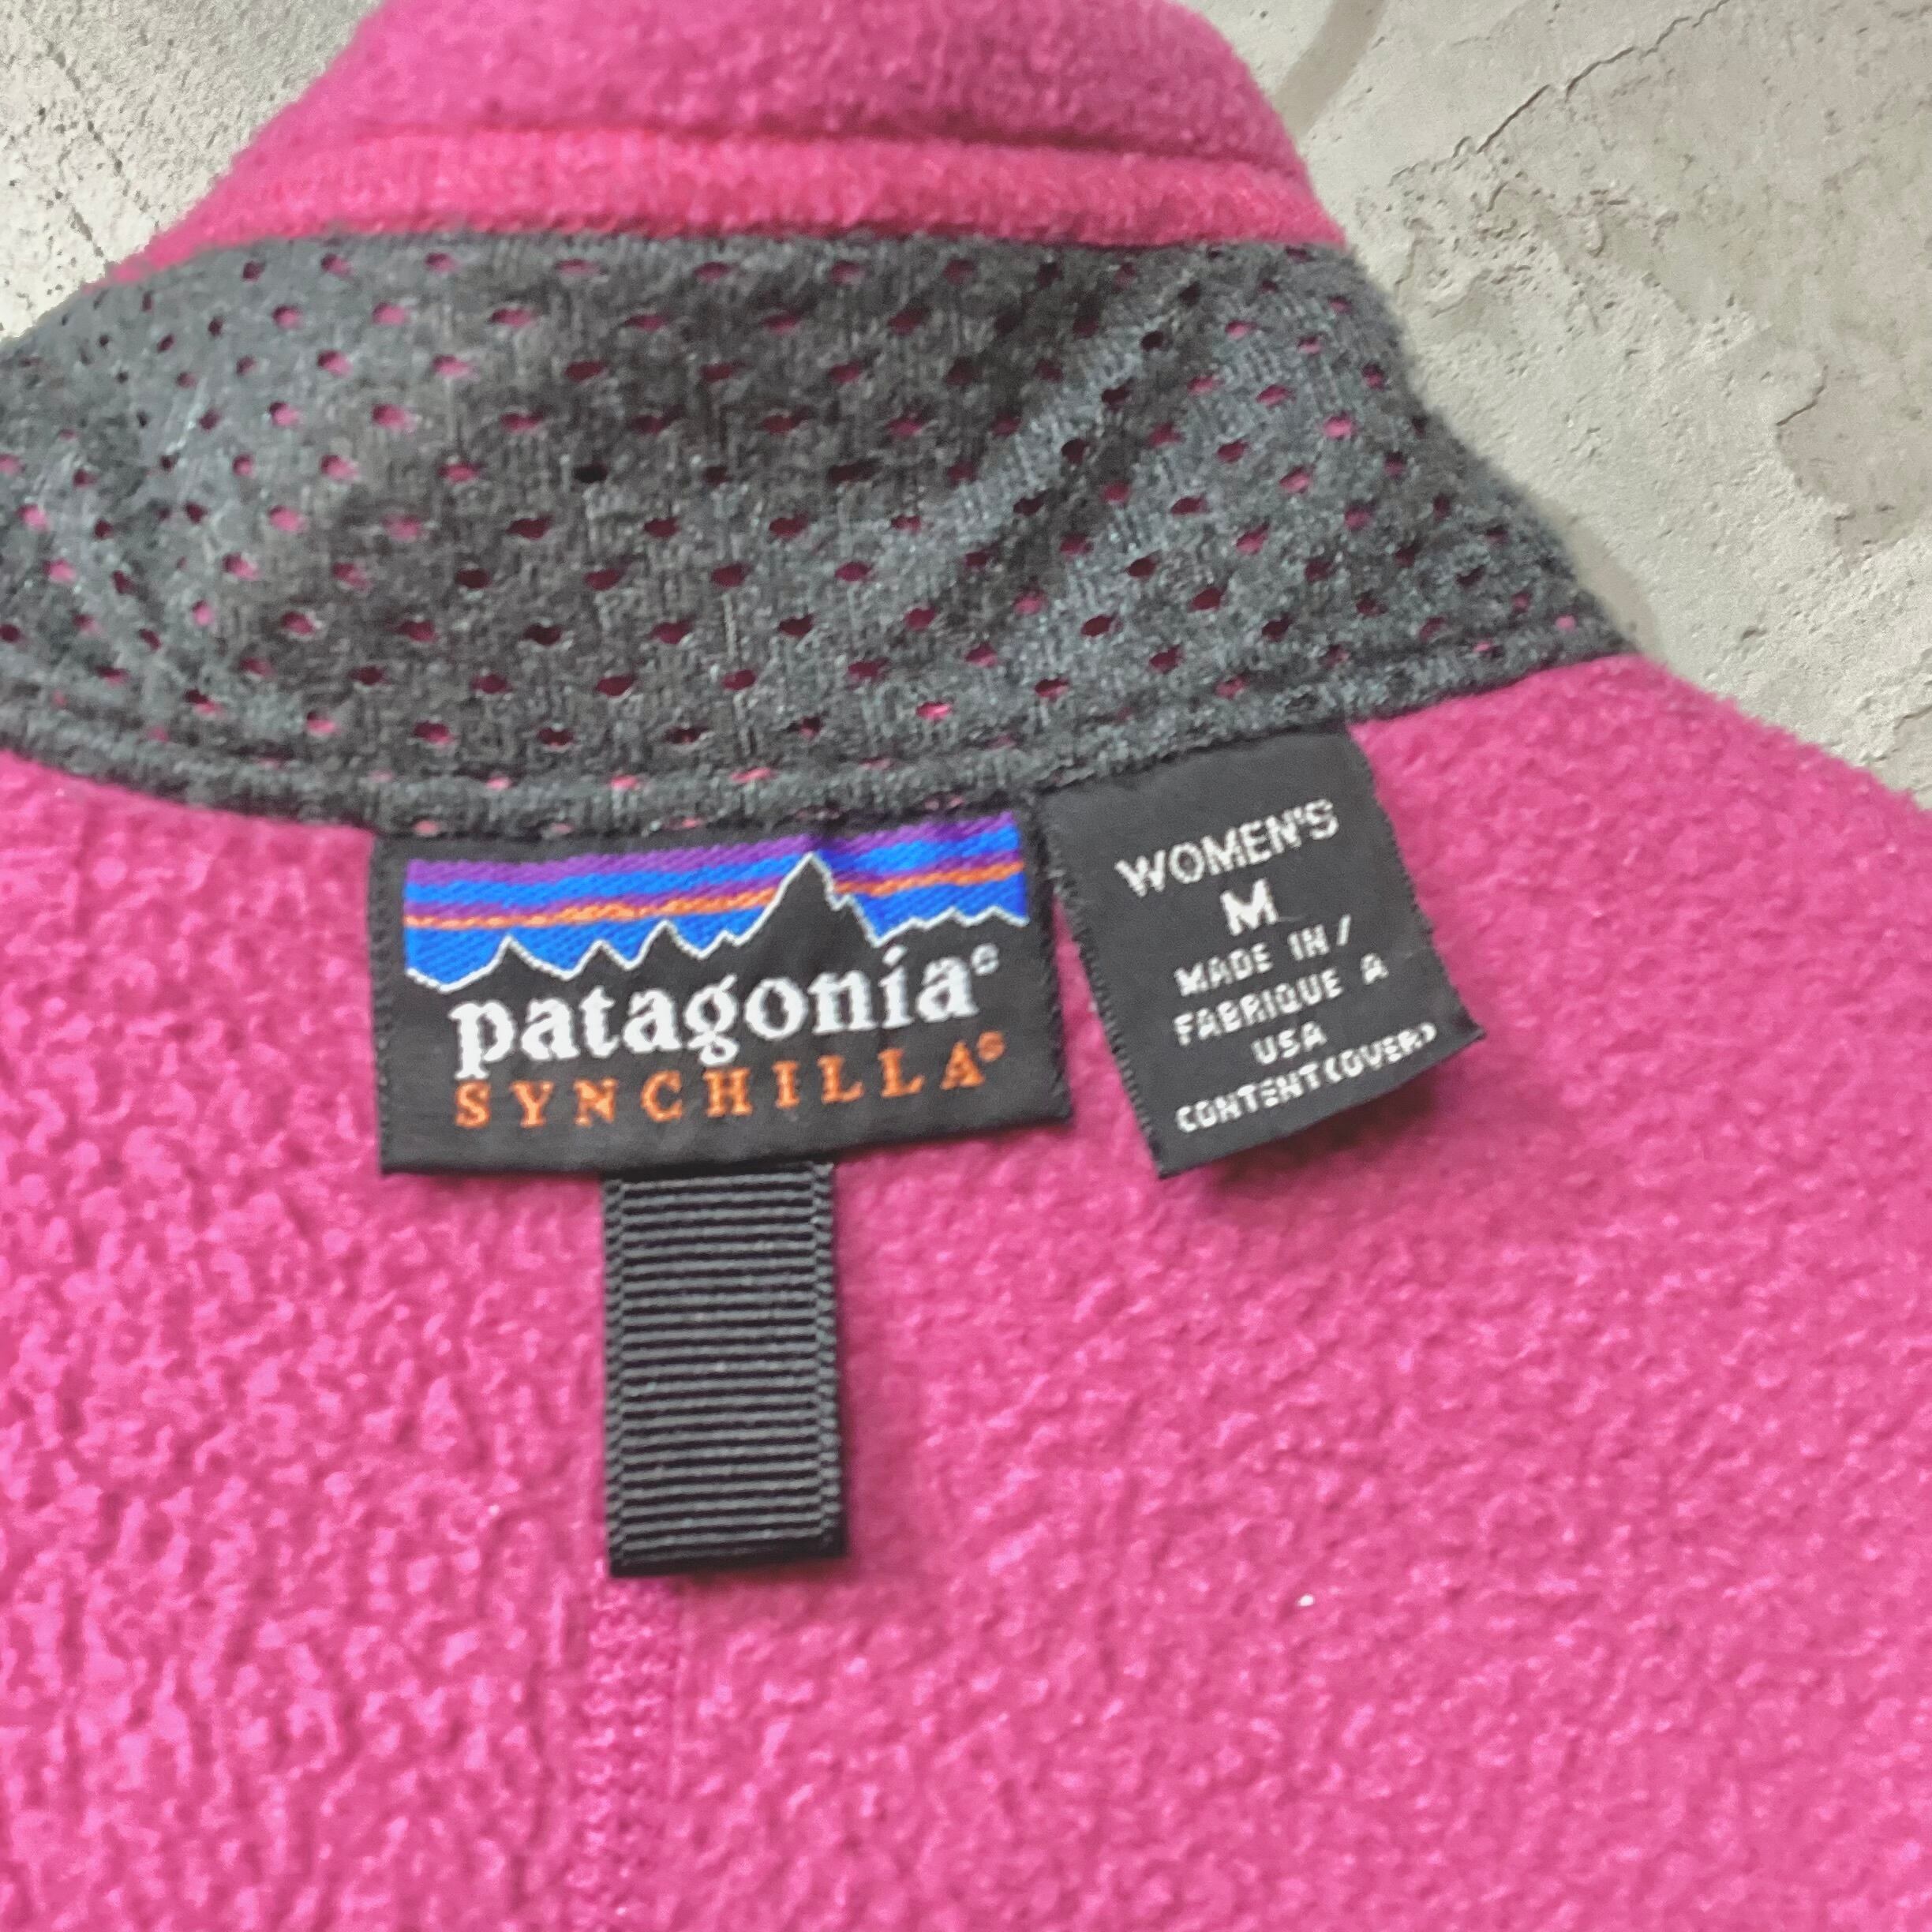 patagonia®
SYNCHILLA®
WOMEN'S
M
MADE IN /
FABRIQUE A
USA
CONTENT(OVER)